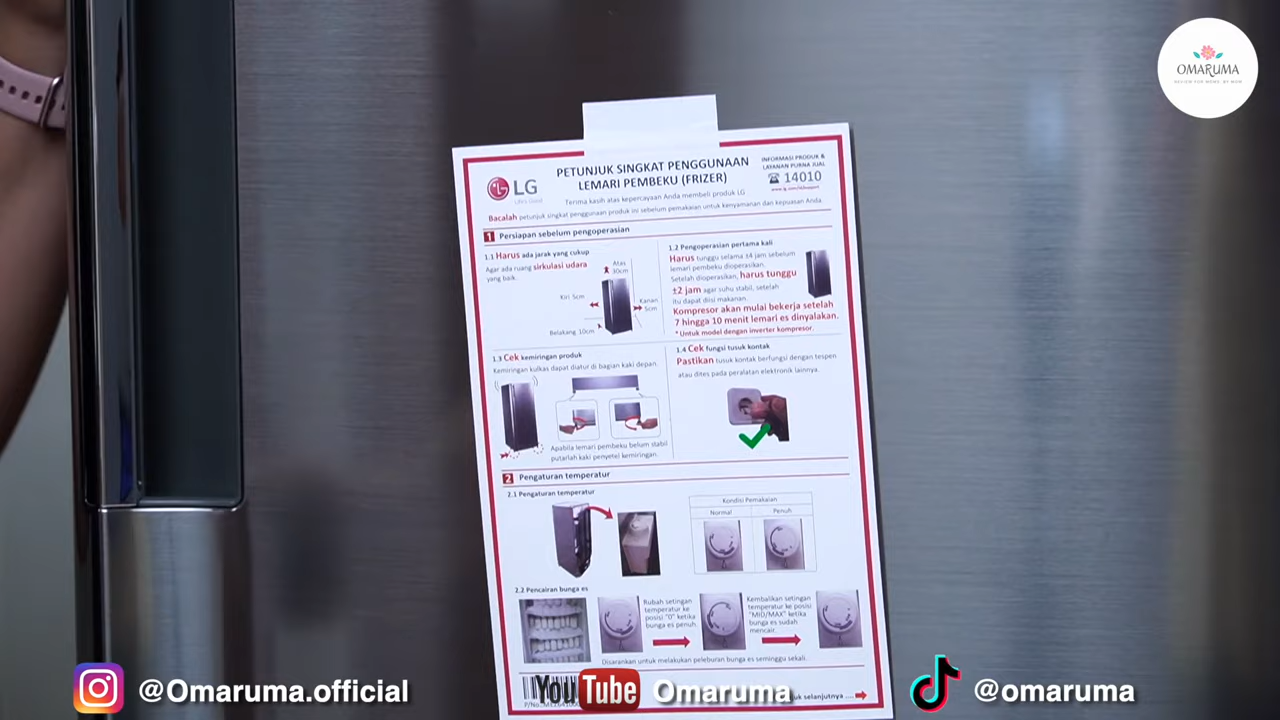 OMARUMA
REVIEW FOR MOMS, BY MOM
LG
Life's Good
PETUNJUK SINGKAT PENGGUNAAN
LEMARI PEMBEKU (FRIZER)
INFORMASI PRODUK &
LAYANAN PURNA JUAL
14010
Terima kasih atas kepercayaan Anda membeli produk LG
Bacalah petunjuk singkat penggunaan produk ini sebelum pemakaian untuk kenyamanan dan kepuasan Anda.
1 Persiapan sebelum pengoperasian
1.1 Harus ada jarak yang cukup
Agar ada ruang sirkulasi udara
yang baik.
Atas
30cm
Kiri 5cm
Kanan
5cm
Belakang 10cm
1.2 Pengoperasian pertama kali
Harus tunggu selama ±4 jam sebelum
lemari pembeku dioperasikan.
Setelah dioperasikan, harus tunggu
±2 jam agar suhu stabil, setelah
itu dapat diisi makanan.
Kompresor akan mulai bekerja setelah
7 hingga 10 menit lemari es dinyalakan.
* Untuk model dengan inverter kompresor.
1.3 Cek kemiringan produk
Kemiringan kulkas dapat diatur di bagian kaki depan.
Apabila lemari pembeku belum stabil
putarlah kaki penyetel kemiringan.
1.4 Cek fungsi tusuk kontak
Pastikan tusuk kontak berfungsi dengan tespen
atau dites pada peralatan elektronik lainnya.
2 Pengaturan temperatur
2.1 Pengaturan temperatur
Kondisi Pemakaian
Normal
Penuh
2.2 Pencairan bunga es
Rubah setingan
temperatur ke
posisi "0" ketika
bunga es penuh.
Kembalikan setingan
temperatur ke posisi
"MID/MAX" ketika
bunga es sudah
mencair.
Disarankan untuk melakukan peleburan bunga es seminggu sekali.
P/No.
selanjutnya ....
@Omaruma.official
YouTube Omaruma
@omaruma